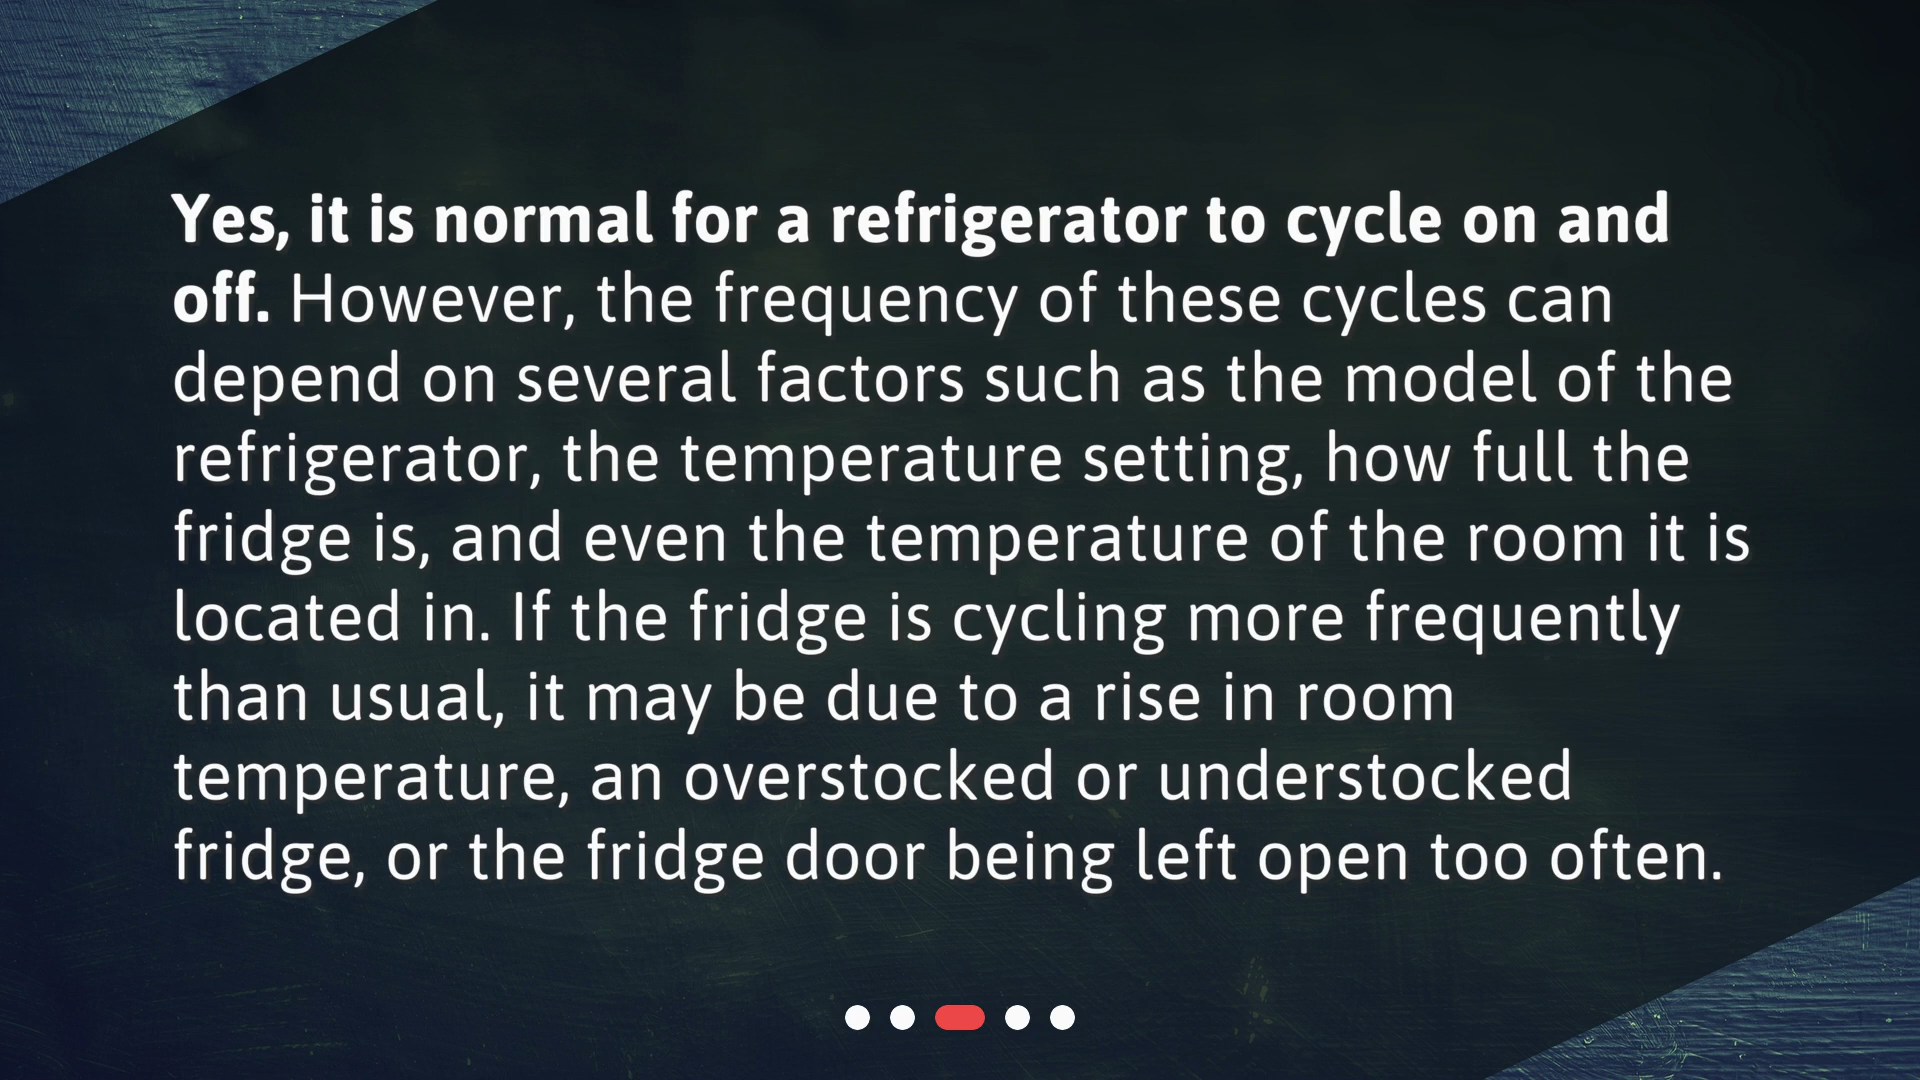 Yes, it is normal for a refrigerator to cycle on and
off. However, the frequency of these cycles can
depend on several factors such as the model of the
refrigerator, the temperature setting, how full the
fridge is, and even the temperature of the room it is
located in. If the fridge is cycling more frequently
than usual, it may be due to a rise in room
temperature, an overstocked or understocked
fridge, or the fridge door being left open too often.